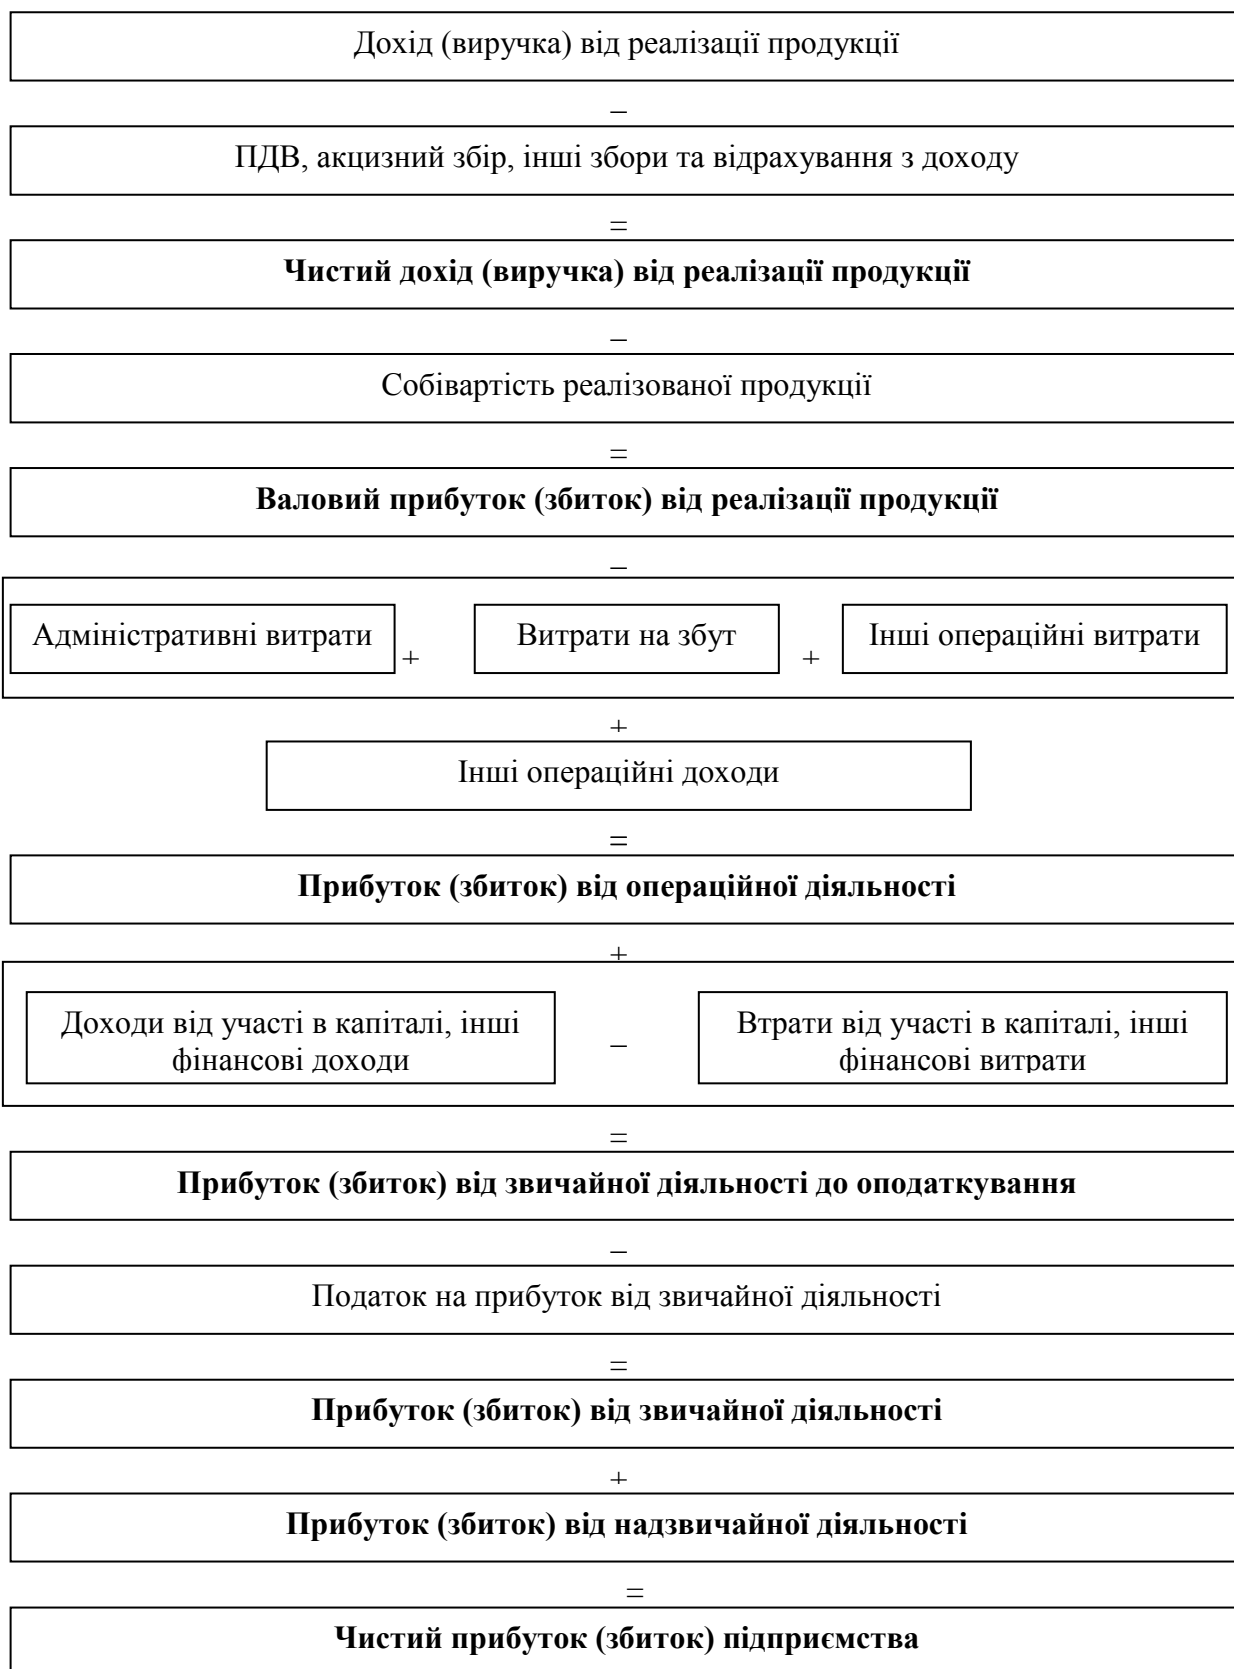 Дохід (виручка) від реалізації продукції
–
ПДВ, акцизний збір, інші збори та відрахування з доходу
=
Чистий дохід (виручка) від реалізації продукції
–
Собівартість реалізованої продукції
=
Валовий прибуток (збиток) від реалізації продукції
–
Адміністративні витрати + Витрати на збут + Інші операційні витрати
+
Інші операційні доходи
=
Прибуток (збиток) від операційної діяльності
+
Доходи від участі в капіталі, інші
фінансові доходи
–
Втрати від участі в капіталі, інші
фінансові витрати
=
Прибуток (збиток) від звичайної діяльності до оподаткування
–
Податок на прибуток від звичайної діяльності
=
Прибуток (збиток) від звичайної діяльності
+
Прибуток (збиток) від надзвичайної діяльності
=
Чистий прибуток (збиток) підприємства